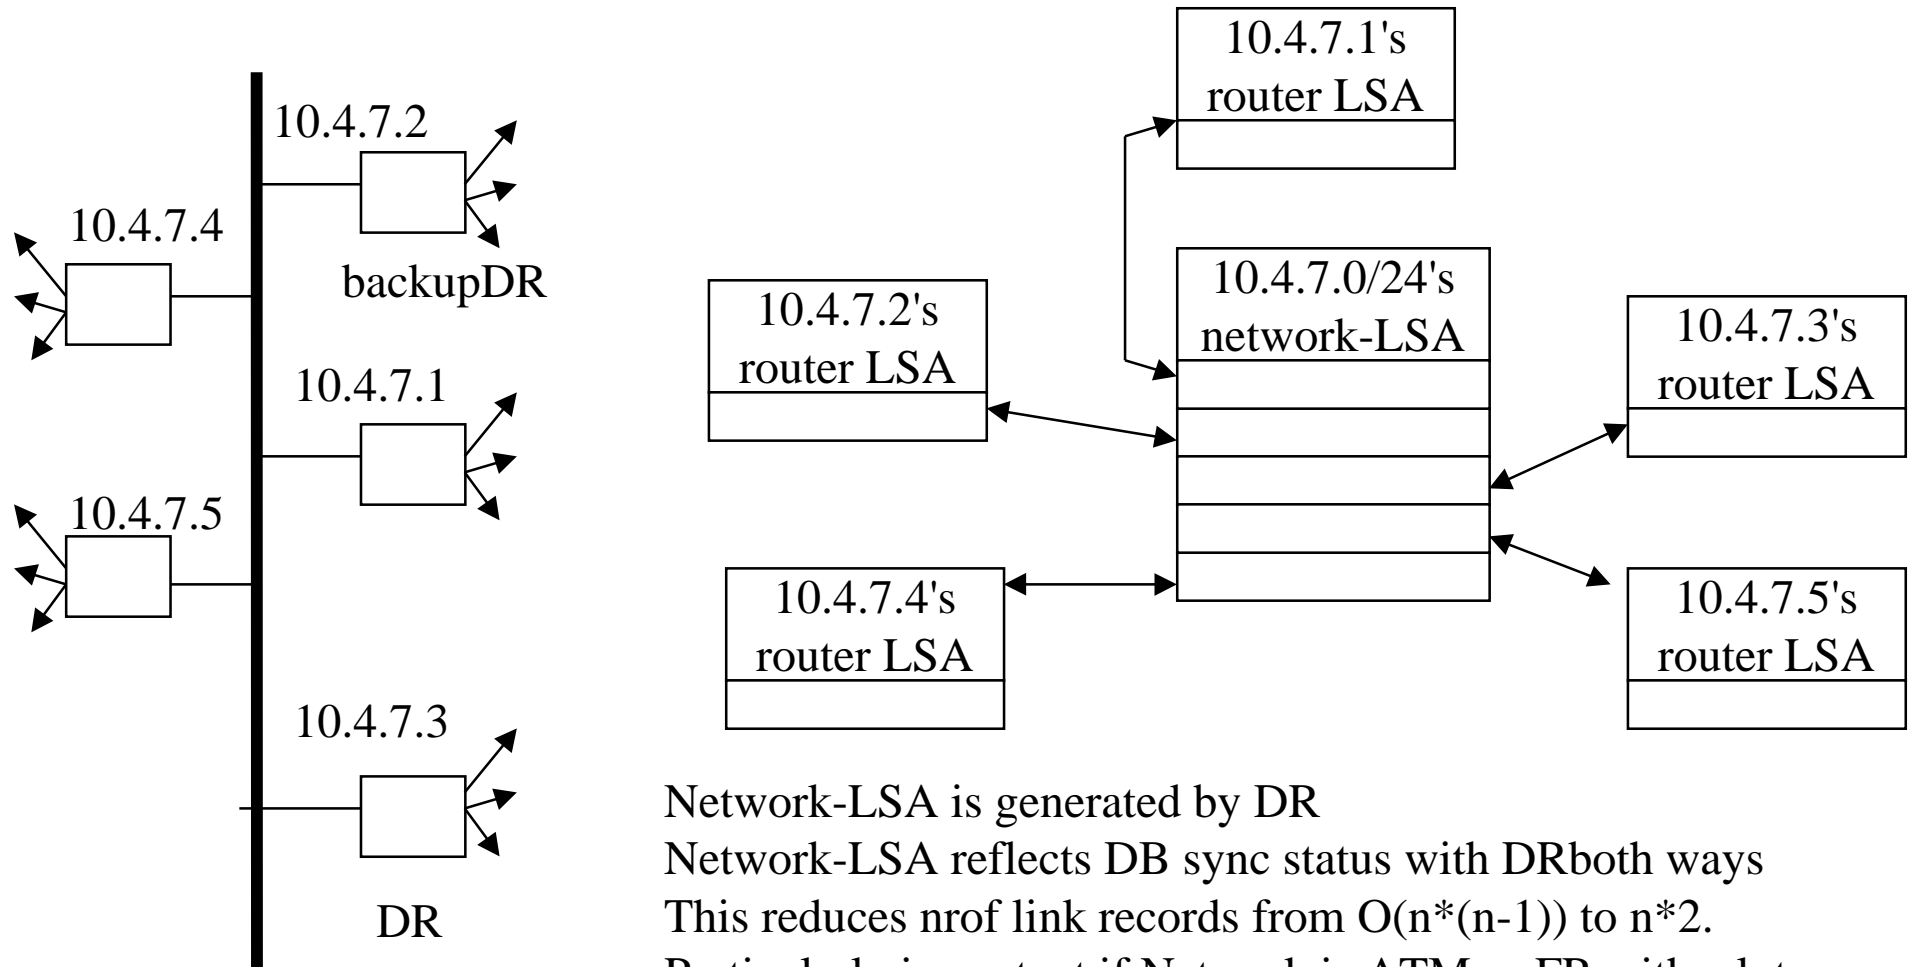 10.4.7.2
backupDR
10.4.7.4
10.4.7.1
10.4.7.5
10.4.7.3
DR
10.4.7.1's
router LSA
10.4.7.2's
router LSA
10.4.7.0/24's
network-LSA
10.4.7.3's
router LSA
10.4.7.4's
router LSA
10.4.7.5's
router LSA
Network-LSA is generated by DR
Network-LSA reflects DB sync status with DRboth ways
This reduces nrof link records from O(n*(n-1)) to n*2.